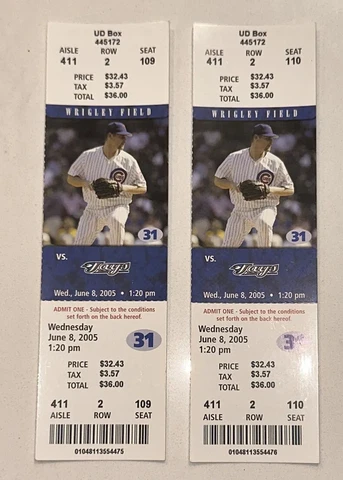 UD Box
445172
AISLE ROW SEAT
411 2 109
PRICE $32.43
TAX $3.57
TOTAL $36.00
WRIGLEY FIELD
31
VS. Jays
Wed., June 8, 2005 • 1:20 pm
ADMIT ONE - Subject to the conditions
set forth on the back hereof.
Wednesday
June 8, 2005
1:20 pm
31
PRICE $32.43
TAX $3.57
TOTAL $36.00
411 2 109
AISLE ROW SEAT
01048113554476
UD Box
445172
AISLE ROW SEAT
411 2 110
PRICE $32.43
TAX $3.57
TOTAL $36.00
WRIGLEY FIELD
31
VS. Jays
Wed., June 8, 2005 • 1:20 pm
ADMIT ONE - Subject to the conditions
set forth on the back hereof.
Wednesday
June 8, 2005
1:20 pm
PRICE $32.43
TAX $3.57
TOTAL $36.00
411 2 110
AISLE ROW SEAT
01048113554475